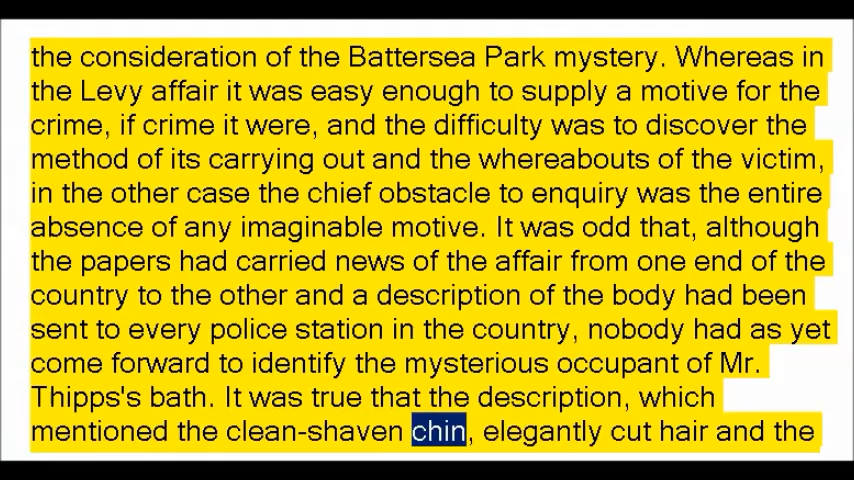 the consideration of the Battersea Park mystery. Whereas in
the Levy affair it was easy enough to supply a motive for the
crime, if crime it were, and the difficulty was to discover the
method of its carrying out and the whereabouts of the victim,
in the other case the chief obstacle to enquiry was the entire
absence of any imaginable motive. It was odd that, although
the papers had carried news of the affair from one end of the
country to the other and a description of the body had been
sent to every police station in the country, nobody had as yet
come forward to identify the mysterious occupant of Mr.
Thipps's bath. It was true that the description, which
mentioned the clean-shaven chin, elegantly cut hair and the